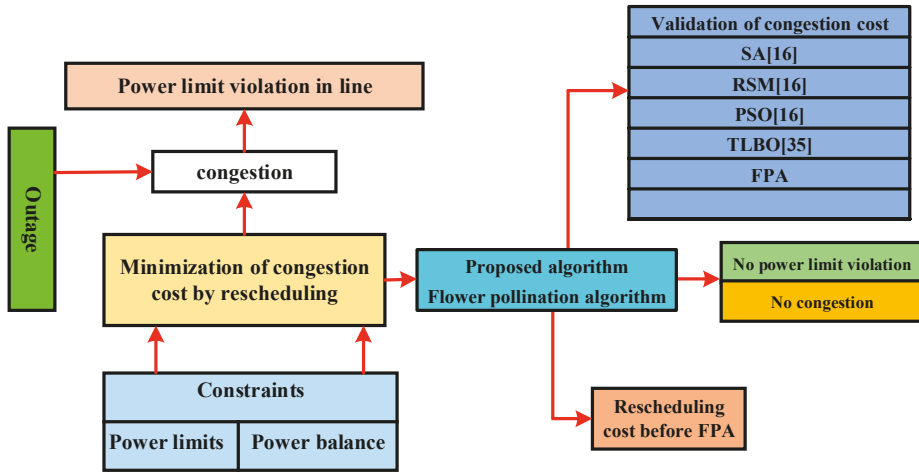 Validation of congestion cost
SA[16]
RSM[16]
PSO[16]
TLBO[35]
FPA
Power limit violation in line
congestion
Outage
Minimization of congestion
cost by rescheduling
Proposed algorithm
Flower pollination algorithm
No power limit violation
No congestion
Constraints
Power limits
Power balance
Rescheduling
cost before FPA